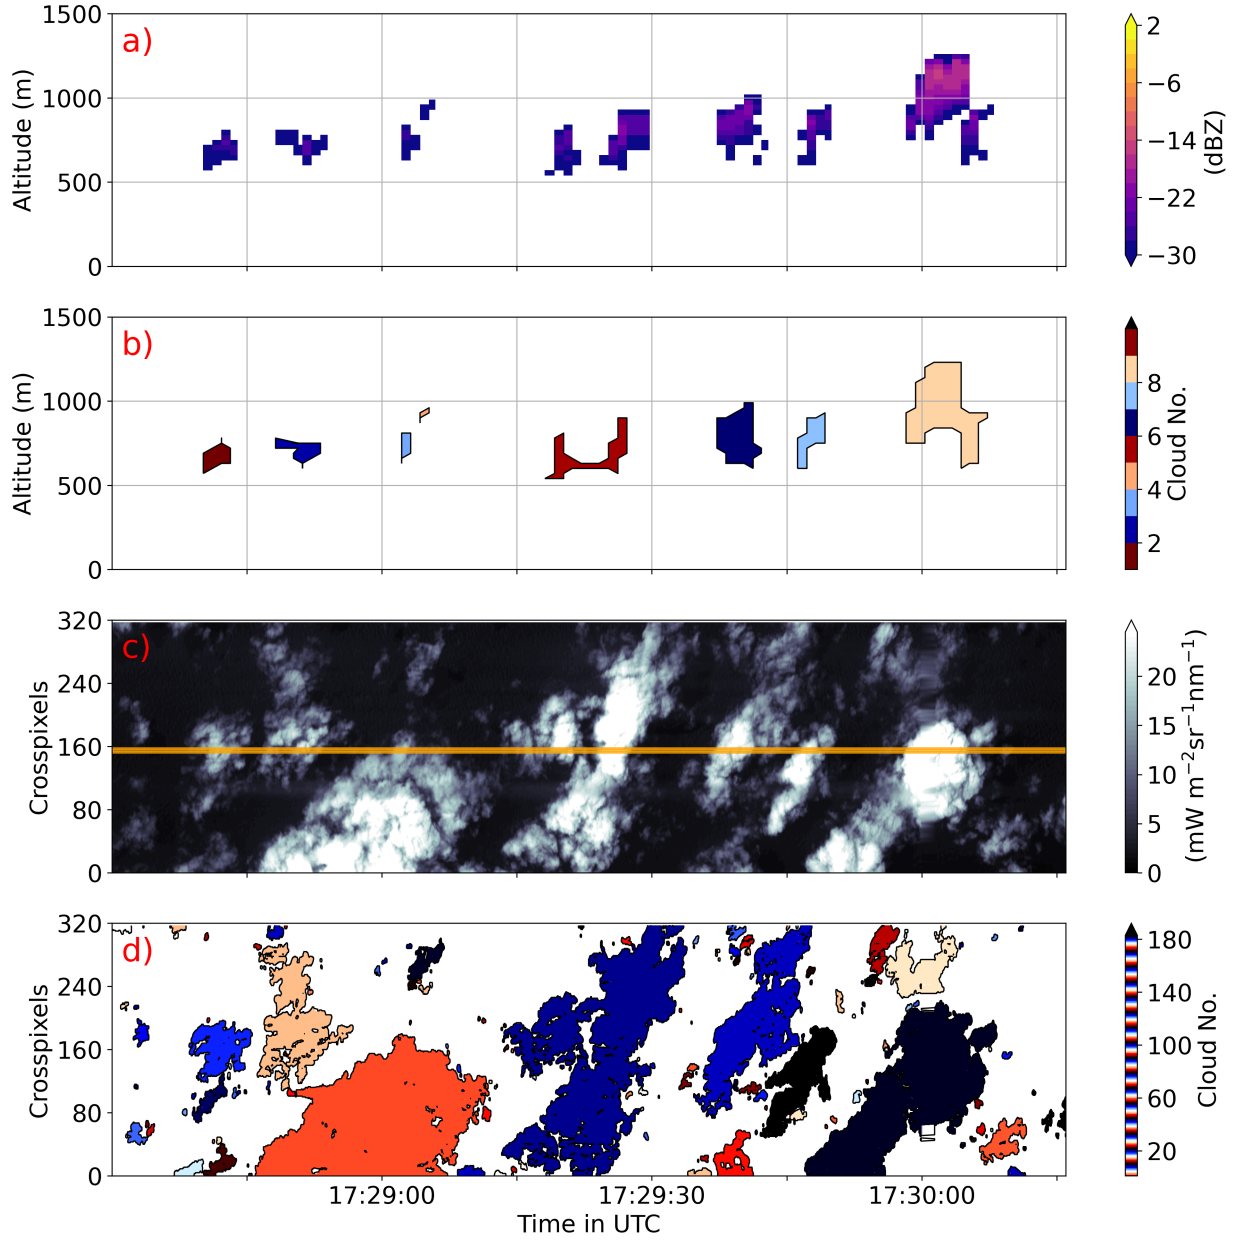 a)
1500
1000
500
0
Altitude (m)
2
−6
−14
−22
−30
(dBZ)
b)
1500
1000
500
0
Altitude (m)
8
6
4
2
Cloud No.
c)
320
240
160
80
0
Crosspixels
20
15
10
5
0
(mW m−2sr−1nm−1)
d)
320
240
160
80
0
Crosspixels
180
140
100
60
20
Cloud No.
17:29:00 17:29:30 17:30:00
Time in UTC